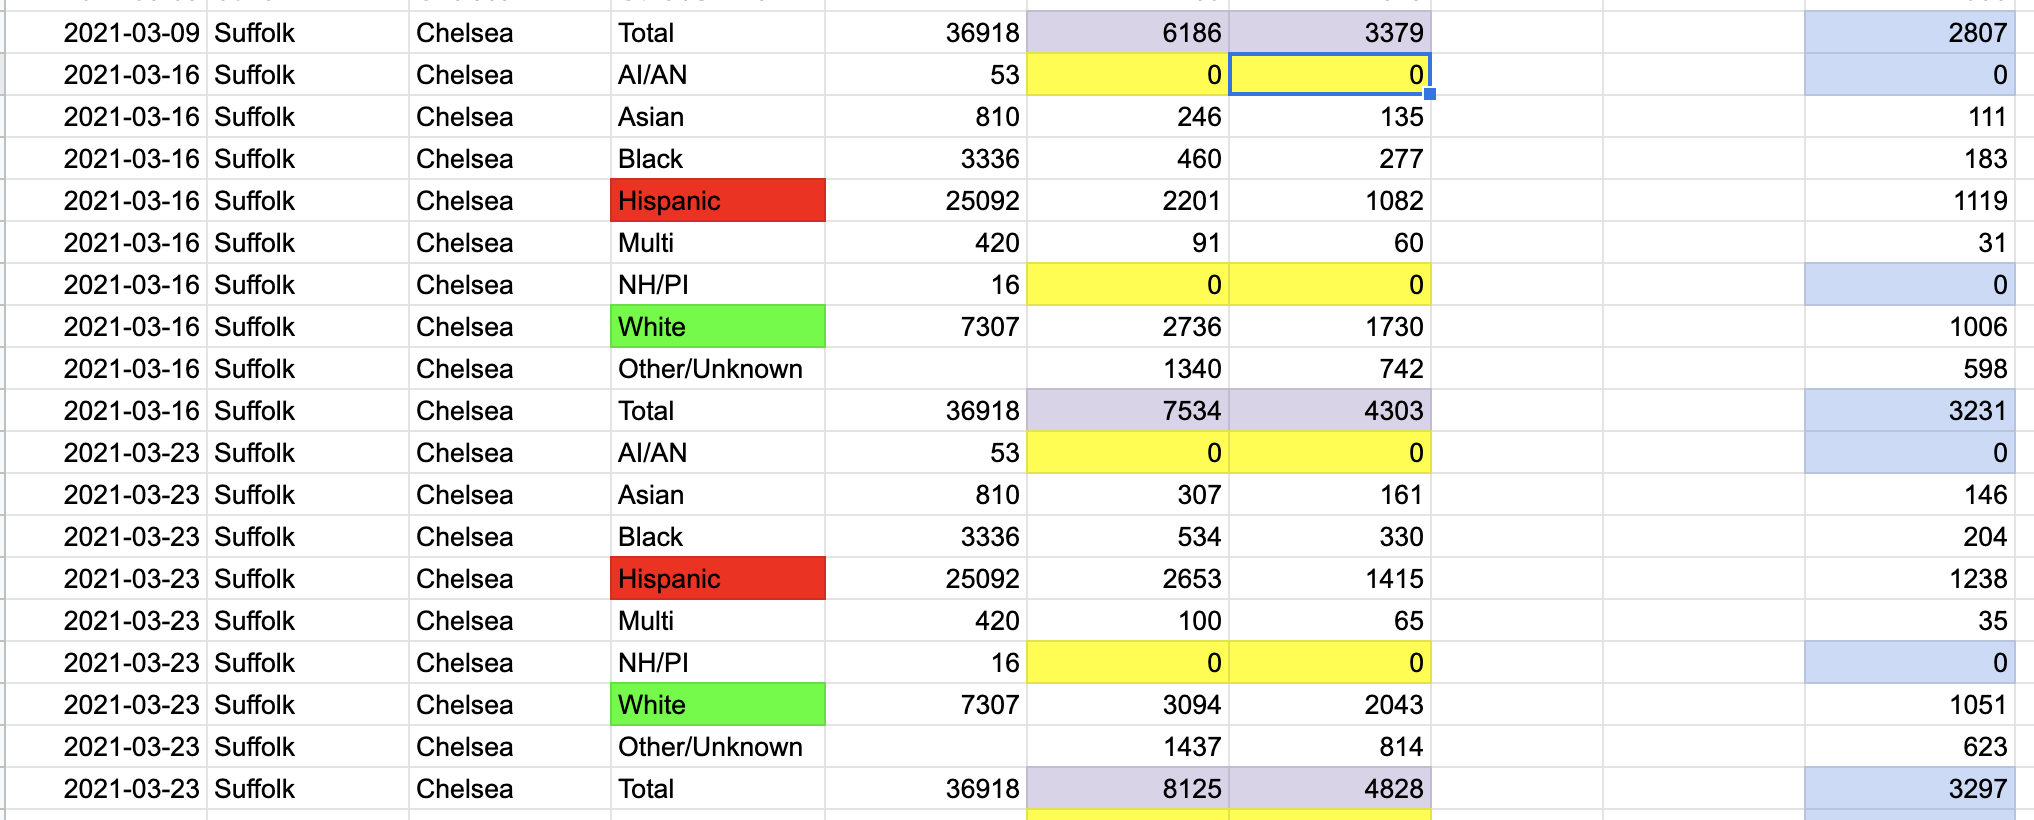 2021-03-09 Suffolk Chelsea Total 36918 6186 3379 2807
2021-03-16 Suffolk Chelsea AI/AN 53 0 0 0
2021-03-16 Suffolk Chelsea Asian 810 246 135 111
2021-03-16 Suffolk Chelsea Black 3336 460 277 183
2021-03-16 Suffolk Chelsea Hispanic 25092 2201 1082 1119
2021-03-16 Suffolk Chelsea Multi 420 91 60 31
2021-03-16 Suffolk Chelsea NH/PI 16 0 0 0
2021-03-16 Suffolk Chelsea White 7307 2736 1730 1006
2021-03-16 Suffolk Chelsea Other/Unknown 1340 742 598
2021-03-16 Suffolk Chelsea Total 36918 7534 4303 3231
2021-03-23 Suffolk Chelsea AI/AN 53 0 0 0
2021-03-23 Suffolk Chelsea Asian 810 307 161 146
2021-03-23 Suffolk Chelsea Black 3336 534 330 204
2021-03-23 Suffolk Chelsea Hispanic 25092 2653 1415 1238
2021-03-23 Suffolk Chelsea Multi 420 100 65 35
2021-03-23 Suffolk Chelsea NH/PI 16 0 0 0
2021-03-23 Suffolk Chelsea White 7307 3094 2043 1051
2021-03-23 Suffolk Chelsea Other/Unknown 1437 814 623
2021-03-23 Suffolk Chelsea Total 36918 8125 4828 3297